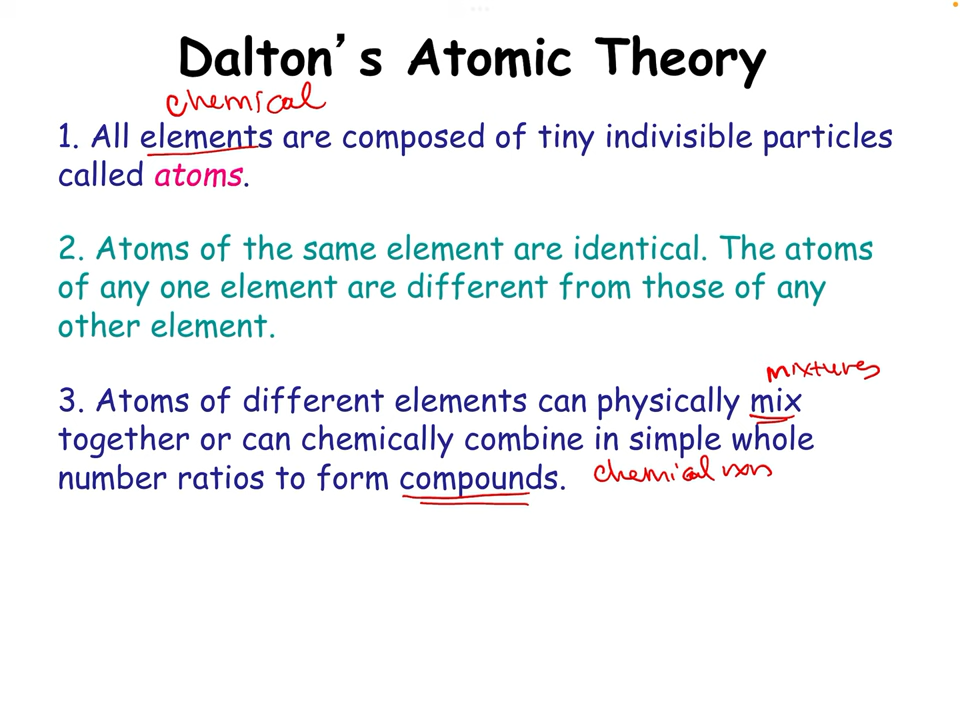 Dalton's Atomic Theory
chemical
1. All elements are composed of tiny indivisible particles
called atoms.
2. Atoms of the same element are identical. The atoms
of any one element are different from those of any
other element.
mixtures
3. Atoms of different elements can physically mix
together or can chemically combine in simple whole
number ratios to form compounds.
chemical rxns